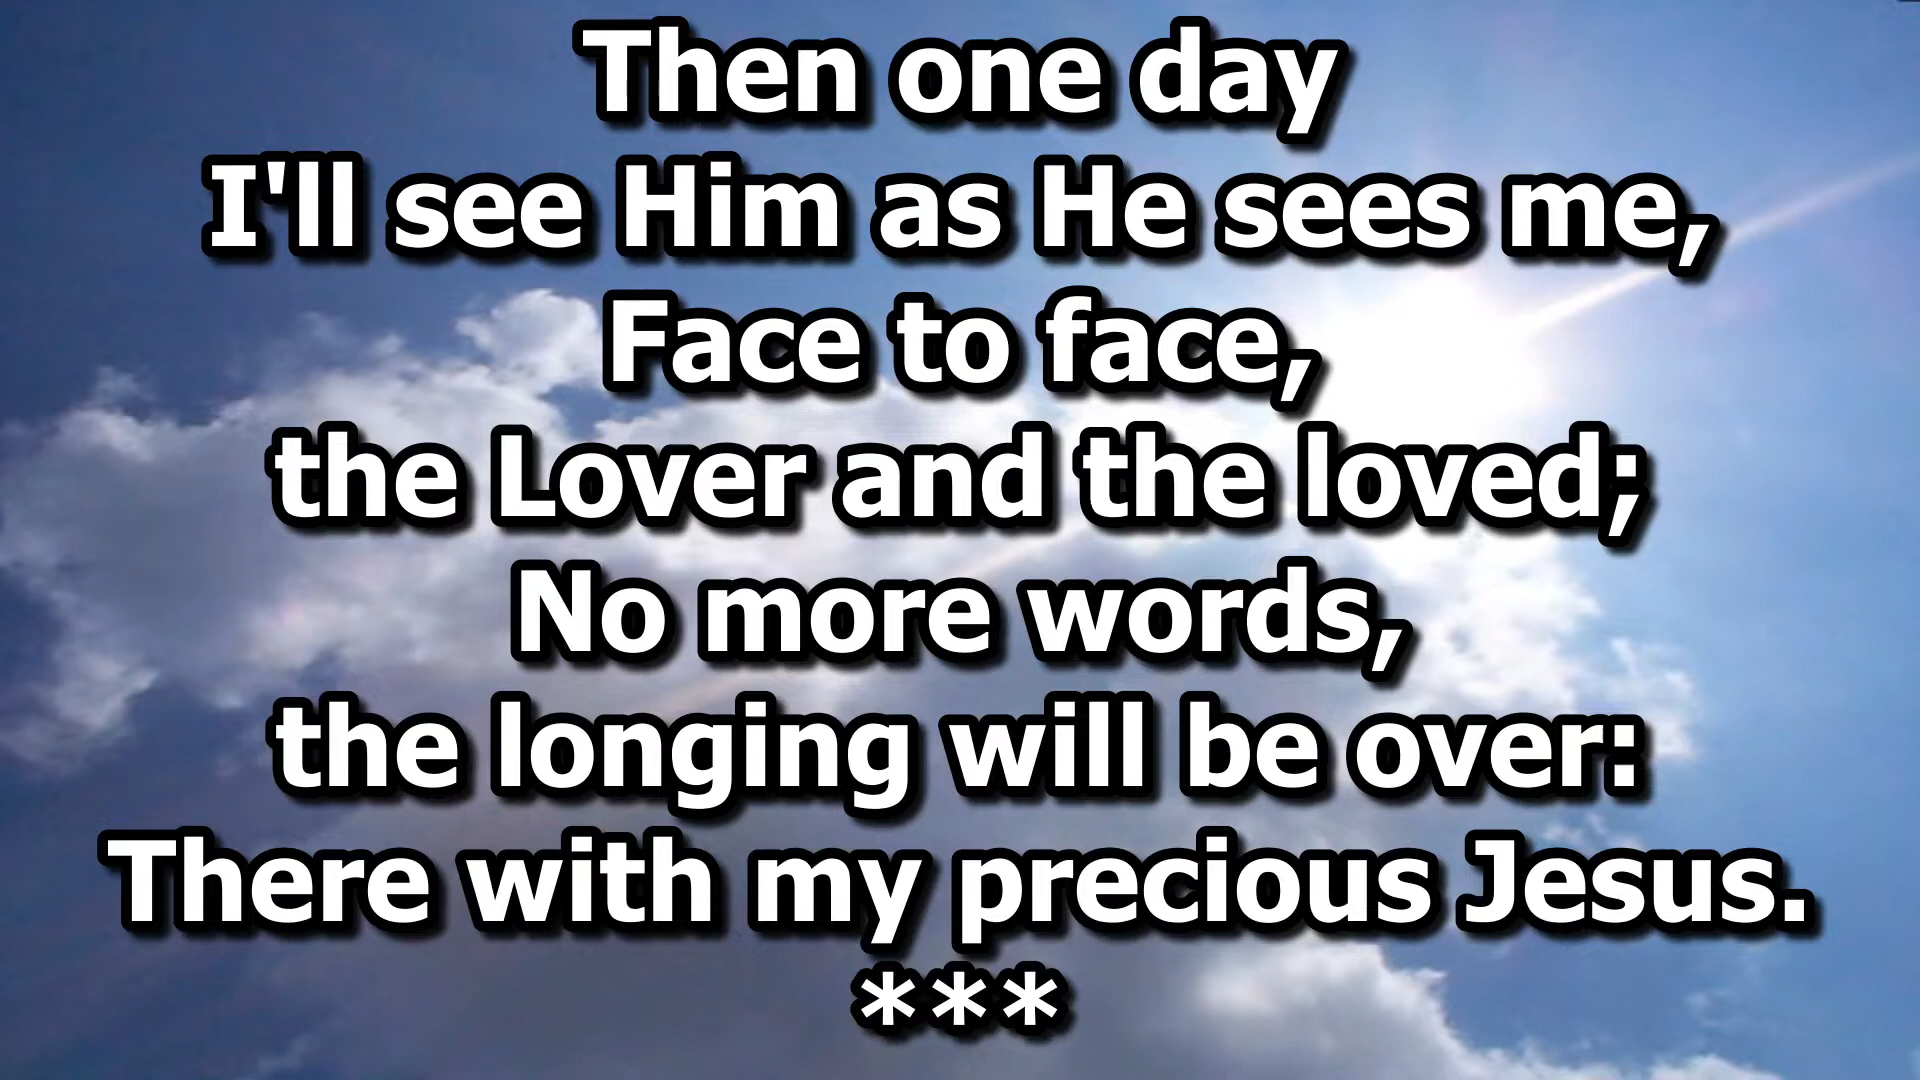 Then one day
I'll see Him as He sees me,
Face to face,
the Lover and the loved;
No more words,
the longing will be over:
There with my precious Jesus.
***